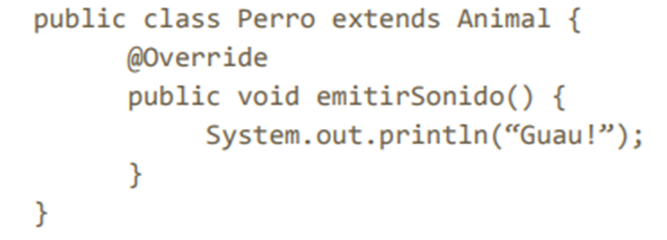 public class Perro extends Animal {
@Override
public void emitirSonido() {
System.out.println(“Guau!”);
}
}